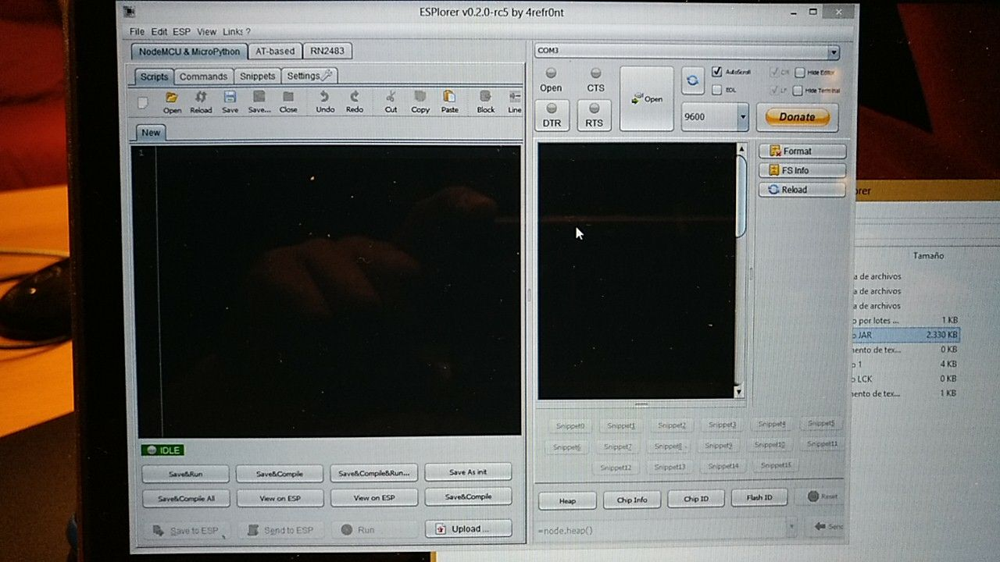 ESPlorer v0.2.0-rc5 by 4refr0nt
File Edit ESP View Links ?
NodeMCU & MicroPython AT-based RN2483
Scripts Commands Snippets Settings
Open Reload Save Save... Close Undo Redo Cut Copy Paste Block Line
New
1
IDLE
Save&Run Save&Compile Save&Compile&Run... Save As init
Save&Compile All View on ESP View on ESP Save&Compile
Save to ESP Send to ESP Run Upload ...
COM3
Open CTS Open AutoScroll CR Hide Editor
EOL LF Hide Terminal
DTR RTS 9600 Donate
Format
FS Info
Reload
Snippet0 Snippet1 Snippet2 Snippet3 Snippet4 Snippet5
Snippet6 Snippet7 Snippet8 Snippet9 Snippet10 Snippet11
Snippet12 Snippet13 Snippet14 Snippet15
Heap Chip Info Chip ID Flash ID Reset
=node.heap() Send
orer
Tamaño
a de archivos
a de archivos
a de archivos
o por lotes ... 1 KB
o JAR 2.330 KB
ento de tex... 0 KB
o 1 4 KB
o LCK 0 KB
ento de tex... 1 KB